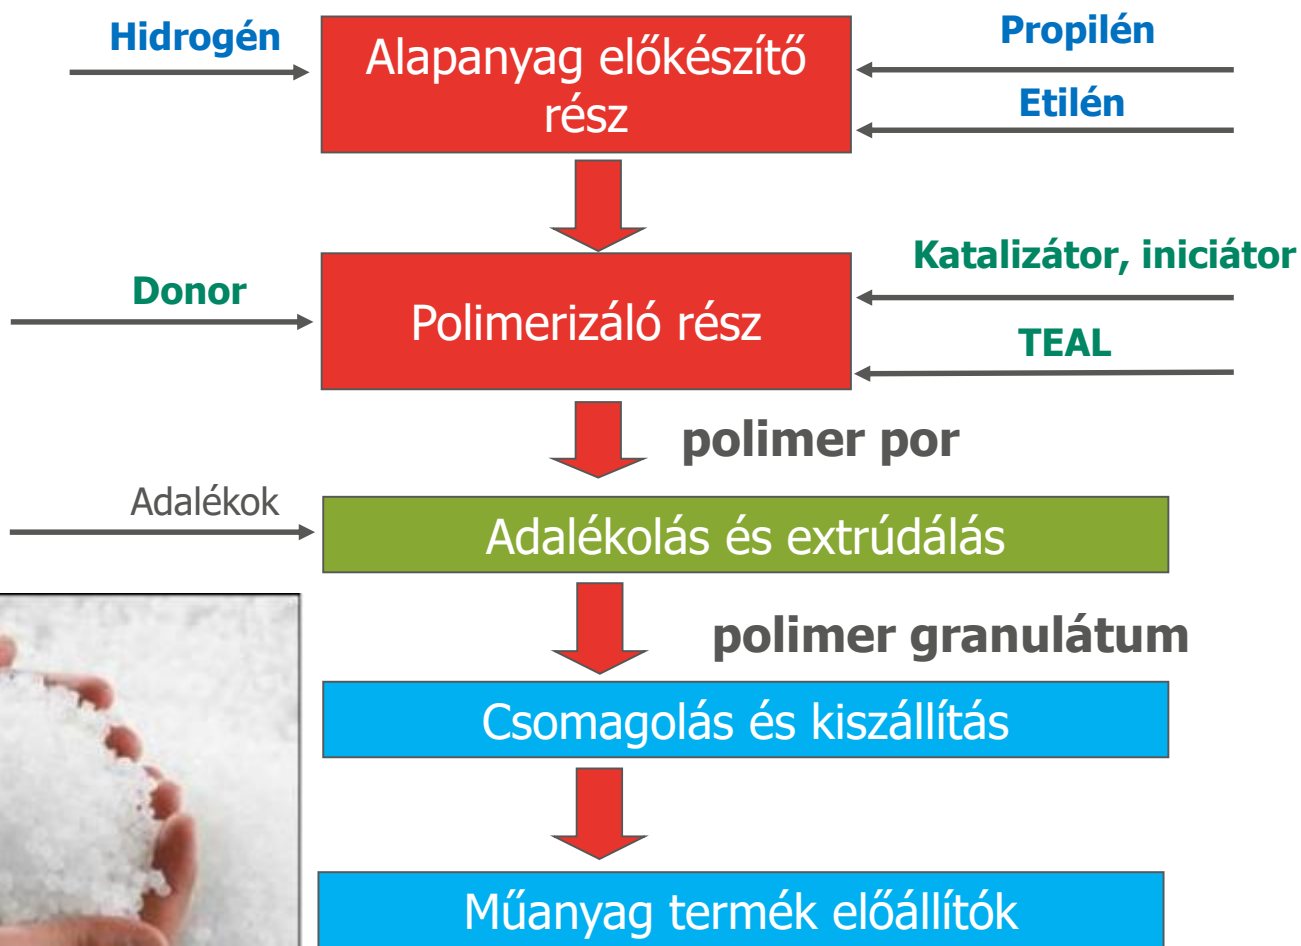 Hidrogén
Alapanyag előkészítő
rész
Propilén
Etilén
Donor
Polimerizáló rész
Katalizátor, iniciátor
TEAL
polimer por
Adalékok
Adalékolás és extrúdálás
polimer granulátum
Csomagolás és kiszállítás
Műanyag termék előállítók